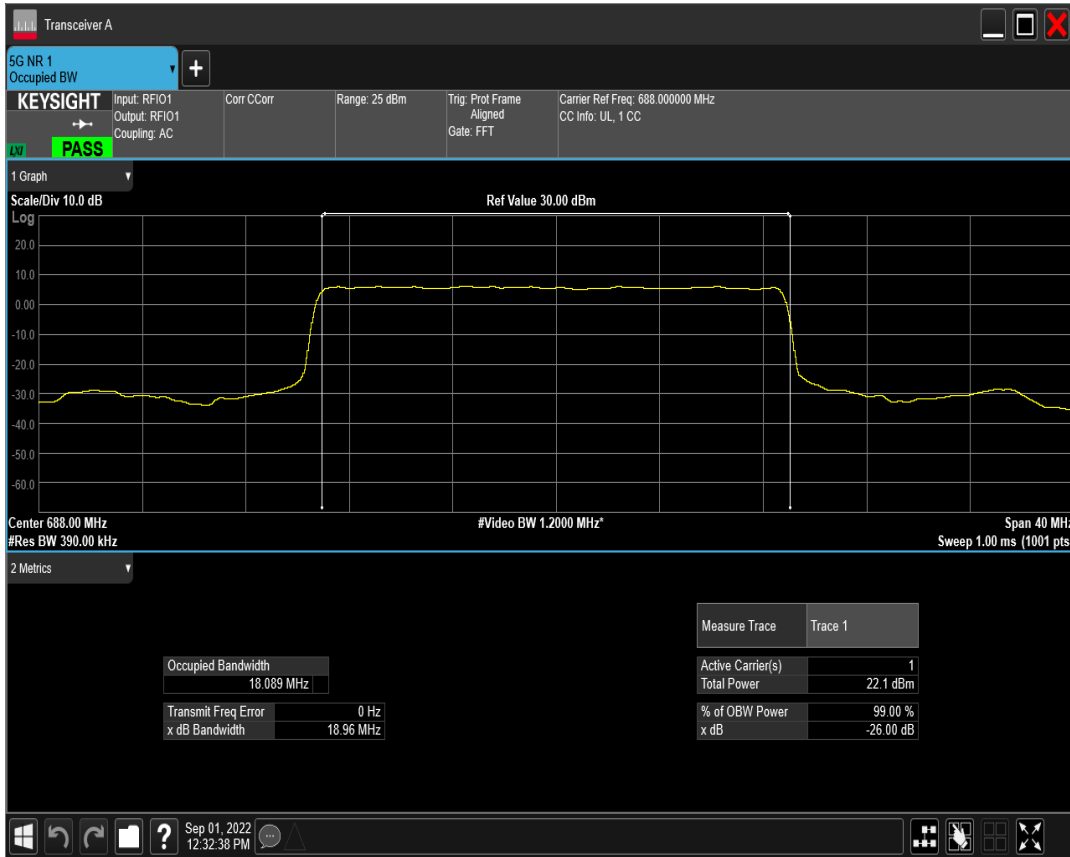 Transceiver A
5G NR 1
Occupied BW
KEYSIGHT
LXI
PASS
Input: RFIO1
Output: RFIO1
Coupling: AC
Corr CCorr
Range: 25 dBm
Trig: Prot Frame
Aligned
Gate: FFT
Carrier Ref Freq: 688.000000 MHz
CC Info: UL, 1 CC
1 Graph
Scale/Div 10.0 dB
Ref Value 30.00 dBm
Log
20.0
10.0
0.00
-10.0
-20.0
-30.0
-40.0
-50.0
-60.0
Center 688.00 MHz
#Video BW 1.2000 MHz*
Span 40 MHz
#Res BW 390.00 kHz
Sweep 1.00 ms (1001 pts
2 Metrics
Measure Trace Trace 1
Occupied Bandwidth
18.089 MHz
Active Carrier(s) 1
Total Power 22.1 dBm
Transmit Freq Error 0 Hz
x dB Bandwidth 18.96 MHz
% of OBW Power 99.00 %
x dB -26.00 dB
?
Sep 01, 2022
12:32:38 PM